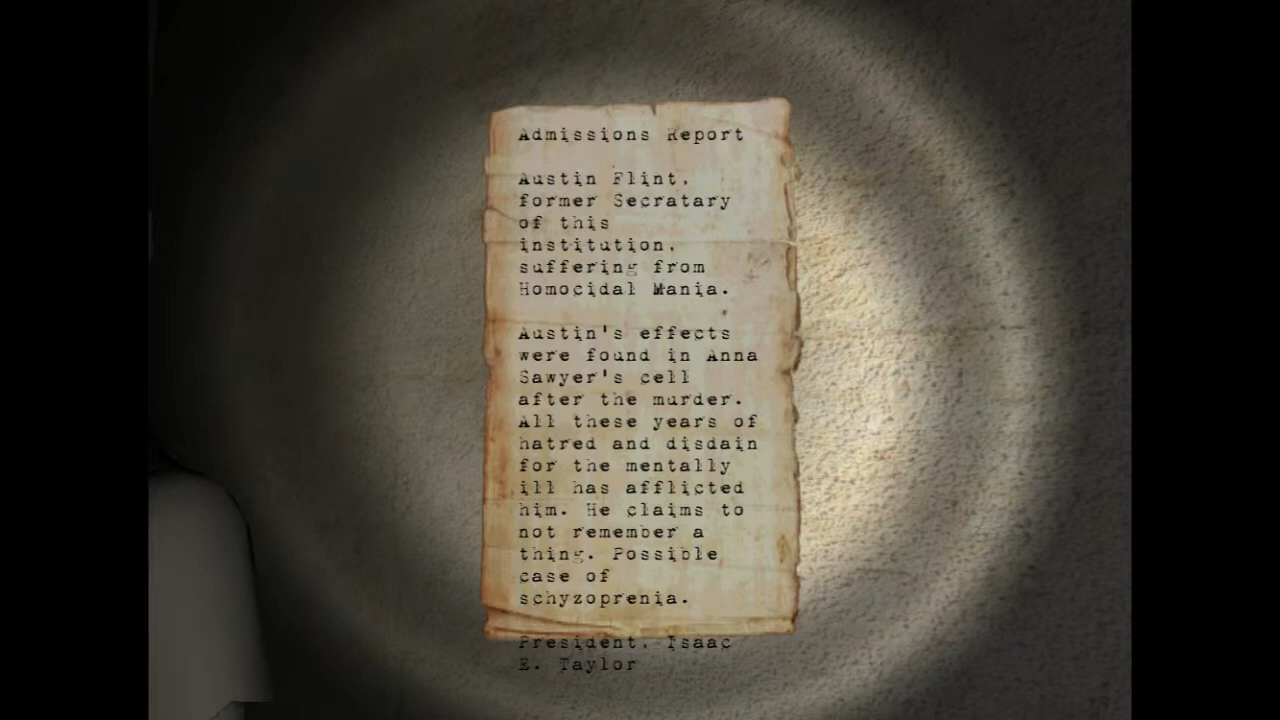 Admissions Report
Austin Flint,
former Secratary
of this
institution,
suffering from
Homocidal Mania.
Austin's effects
were found in Anna
Sawyer's cell
after the murder.
All these years of
hatred and disdain
for the mentally
ill has afflicted
him. He claims to
not remember a
thing. Possible
case of
schyzoprenia.
President, Isaac
E. Taylor